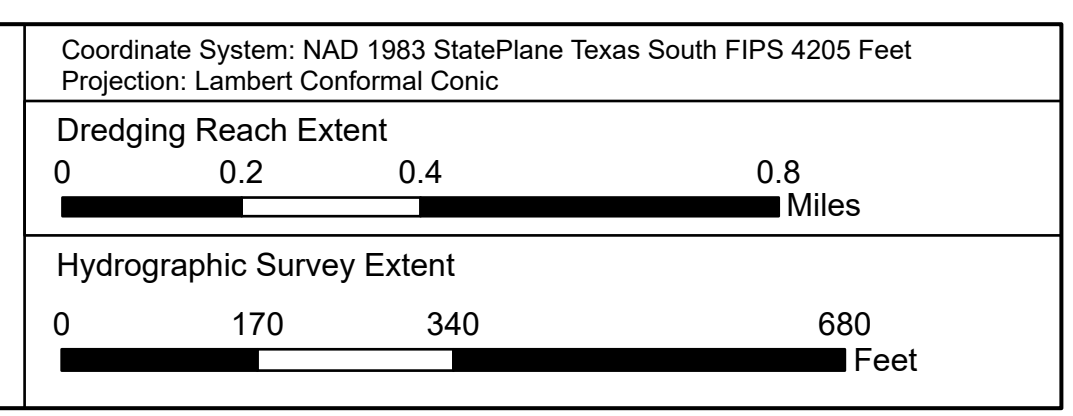 Coordinate System: NAD 1983 StatePlane Texas South FIPS 4205 Feet
Projection: Lambert Conformal Conic
Dredging Reach Extent
0 0.2 0.4 0.8
Miles
Hydrographic Survey Extent
0 170 340 680
Feet